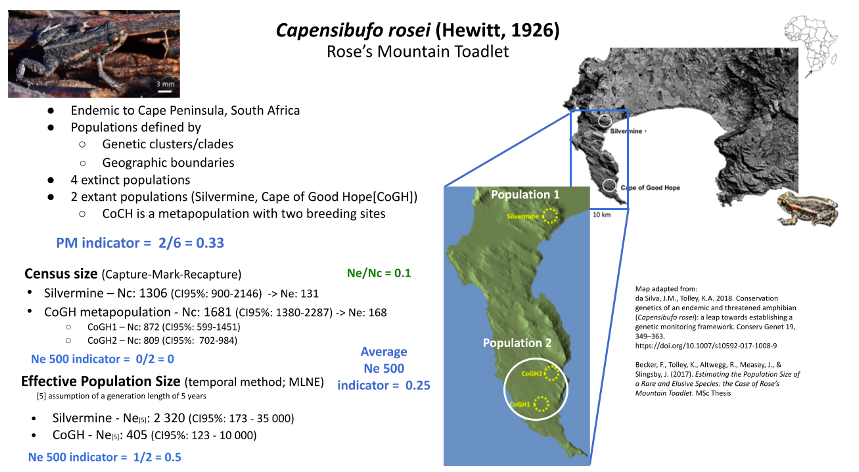 Capensibufo rosei (Hewitt, 1926)
Rose's Mountain Toadlet
3 mm
● Endemic to Cape Peninsula, South Africa
● Populations defined by
○ Genetic clusters/clades
○ Geographic boundaries
● 4 extinct populations
● 2 extant populations (Silvermine, Cape of Good Hope[CoGH])
○ CoCH is a metapopulation with two breeding sites
PM indicator = 2/6 = 0.33
Census size (Capture-Mark-Recapture)
Ne/Nc = 0.1
• Silvermine – Nc: 1306 (CI95%: 900-2146) -> Ne: 131
• CoGH metapopulation - Nc: 1681 (CI95%: 1380-2287) -> Ne: 168
○ CoGH1 – Nc: 872 (CI95%: 599-1451)
○ CoGH2 – Nc: 809 (CI95%: 702-984)
Ne 500 indicator = 0/2 = 0
Average
Ne 500
indicator = 0.25
Effective Population Size (temporal method; MLNE)
[5] assumption of a generation length of 5 years
• Silvermine - Ne[5]: 2 320 (CI95%: 173 - 35 000)
• CoGH - Ne[5]: 405 (CI95%: 123 - 10 000)
Ne 500 indicator = 1/2 = 0.5
Silvermine
Cape of Good Hope
10 km
Population 1
Silvermine
Population 2
CoGH2
CoGH1
Map adapted from:
da Silva, J.M., Tolley, K.A. 2018. Conservation
genetics of an endemic and threatened amphibian
(Capensibufo rosei): a leap towards establishing a
genetic monitoring framework. Conserv Genet 19,
349–363.
https://doi.org/10.1007/s10592-017-1008-9
Becker, F., Tolley, K., Altwegg, R., Measey, J., &
Slingsby, J. (2017). Estimating the Population Size of
a Rare and Elusive Species: the Case of Rose's
Mountain Toadlet. MSc Thesis